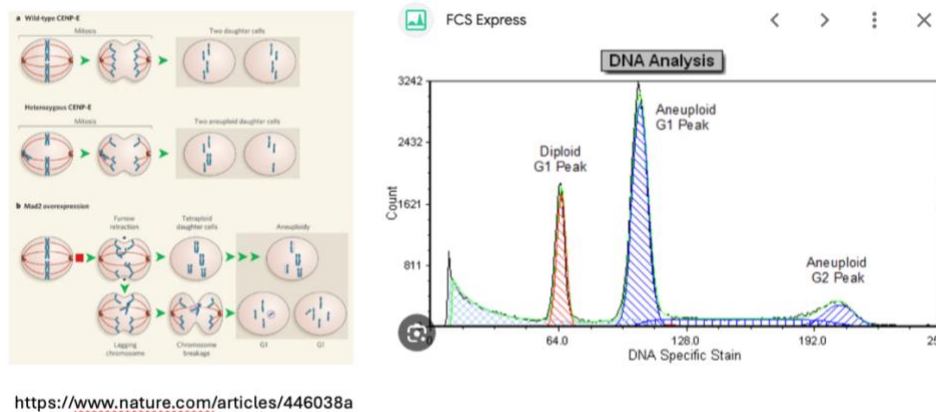 a Wild-type CENP-E
Mitosis
Two daughter cells
Heterozygous CENP-E
Mitosis
Two aneuploid daughter cells
b Mad2 overexpression
Furrow
retraction
Tetraploid
daughter cells
Aneuploidy
Lagging
chromosome
Chromosome
breakage
G1
G1
https://www.nature.com/articles/446038a
FCS Express
DNA Analysis
3242
2432
1621
811
Count
Diploid
G1 Peak
Aneuploid
G1 Peak
Aneuploid
G2 Peak
64.0
128.0
192.0
25
DNA Specific Stain